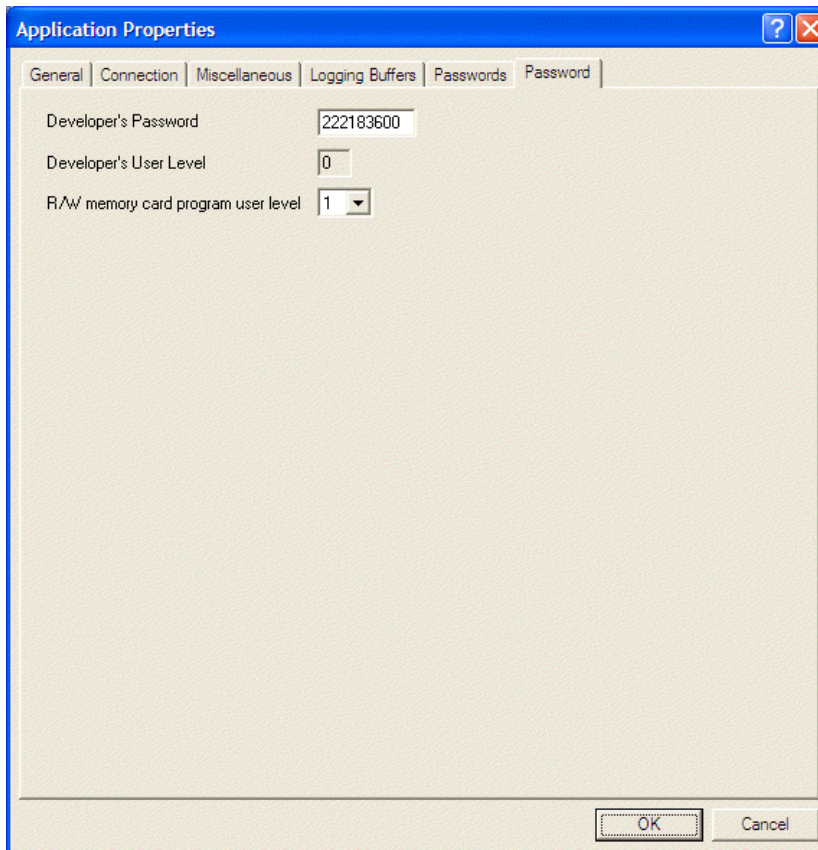 Application Properties
General Connection Miscellaneous Logging Buffers Passwords Password
Developer's Password 222183600
Developer's User Level 0
R/W memory card program user level 1
OK Cancel